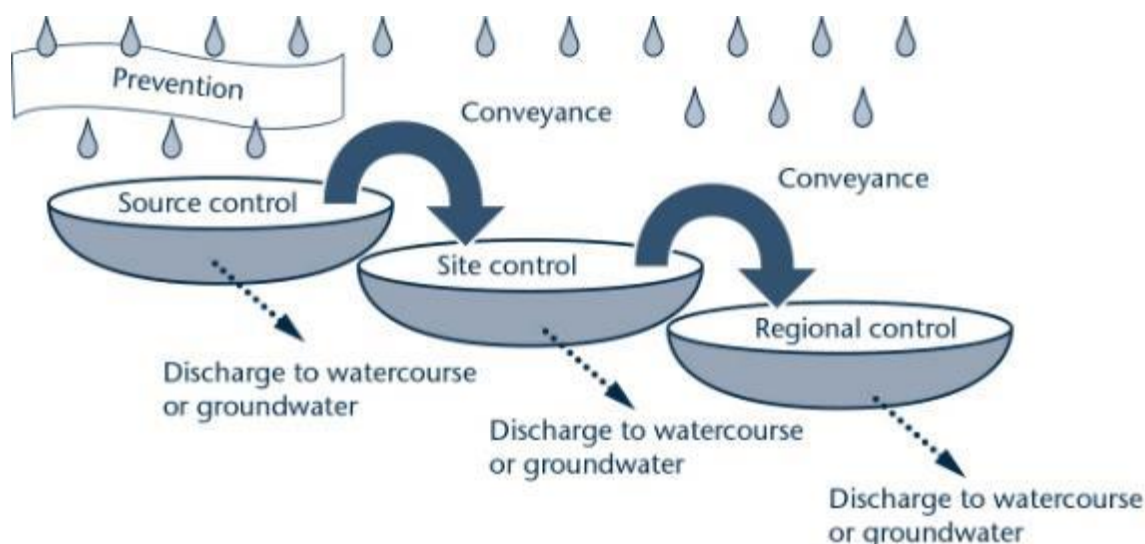 Prevention
Conveyance
Conveyance
Source control
Site control
Regional control
Discharge to watercourse
or groundwater
Discharge to watercourse
or groundwater
Discharge to watercourse
or groundwater